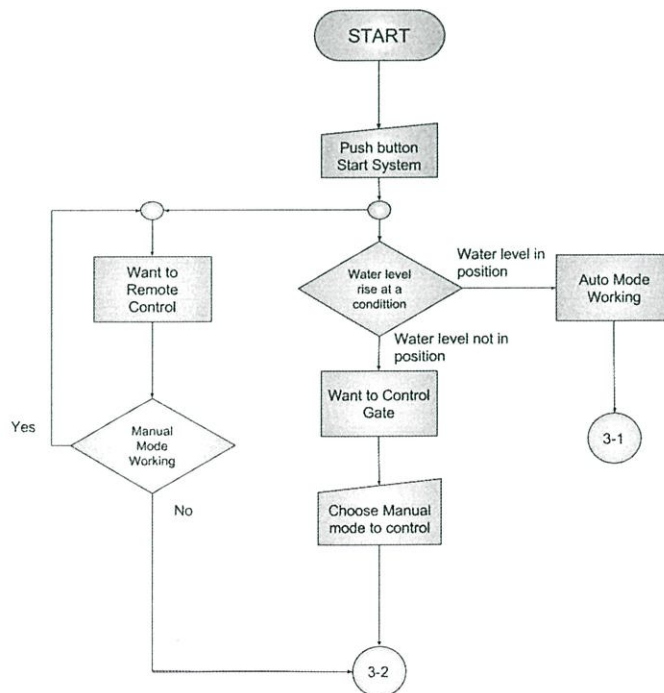 START
Push button
Start System
Want to
Remote
Control
Water level
rise at a
condittion
Water level in
position
Auto Mode
Working
Water level not in
position
Want to Control
Gate
3-1
Yes
Manual
Mode
Working
No
Choose Manual
mode to control
3-2